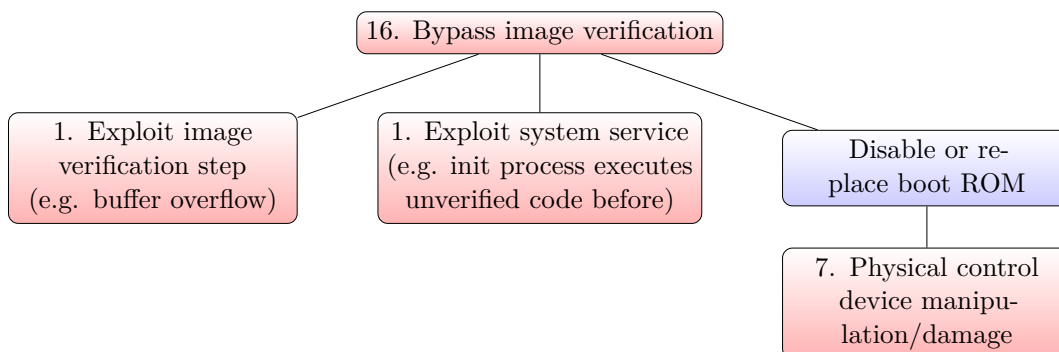 16. Bypass image verification
1. Exploit image
verification step
(e.g. buffer overflow)
1. Exploit system service
(e.g. init process executes
unverified code before)
Disable or re-
place boot ROM
7. Physical control
device manipu-
lation/damage